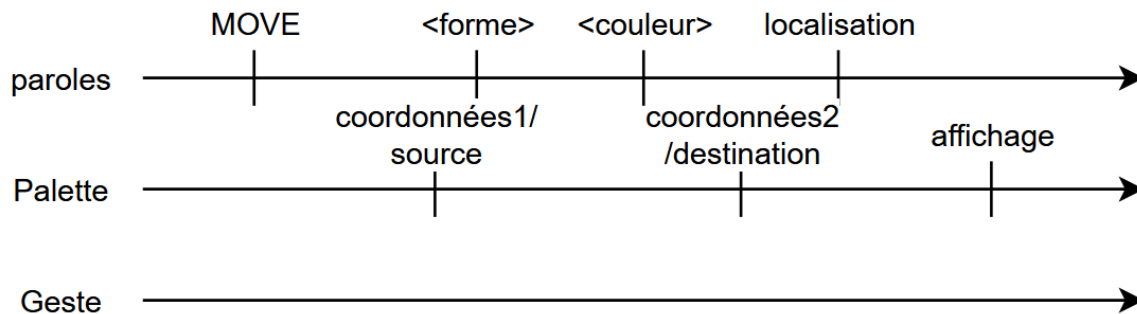 MOVE <forme> <couleur> localisation
paroles
coordonnées1/
source
coordonnées2
/destination
affichage
Palette
Geste